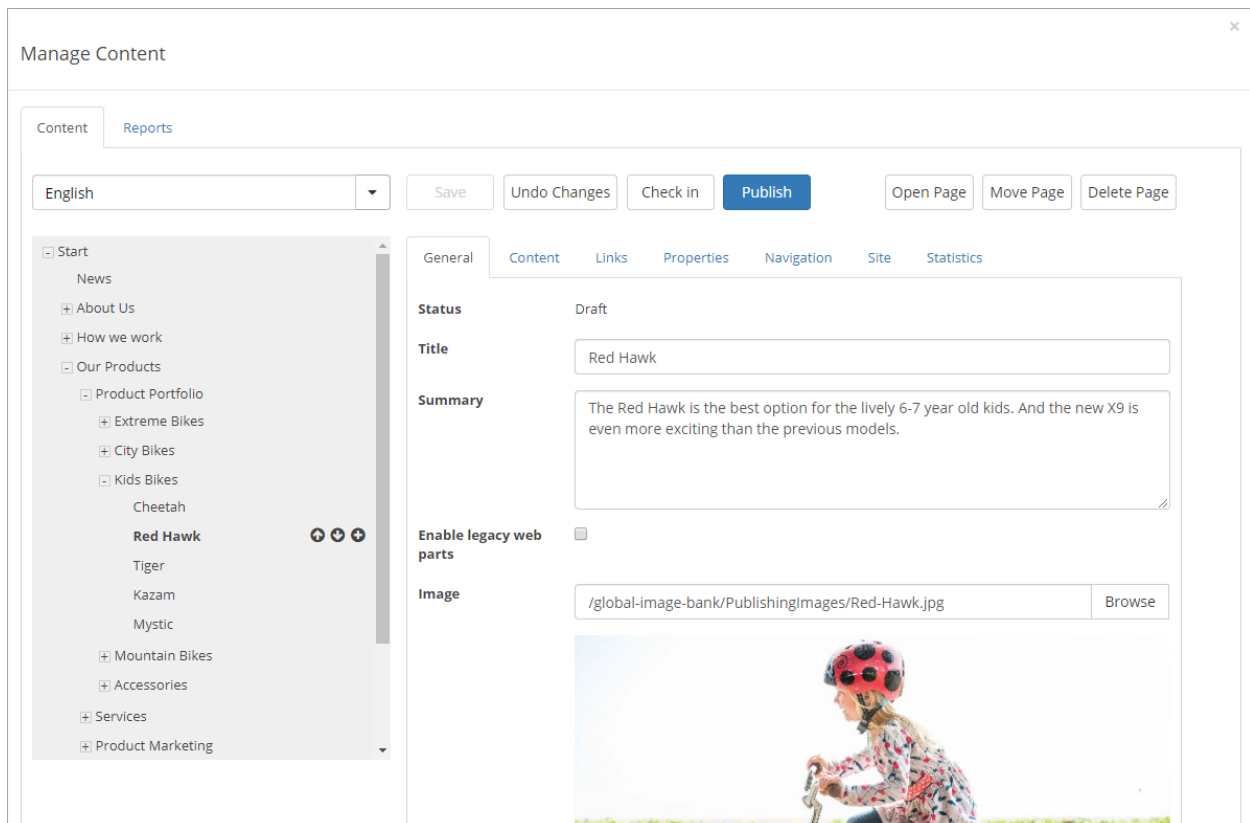 ×
Manage Content
Content Reports
English
Save Undo Changes Check in Publish Open Page Move Page Delete Page
Start
News
About Us
How we work
Our Products
Product Portfolio
Extreme Bikes
City Bikes
Kids Bikes
Cheetah
Red Hawk
Tiger
Kazam
Mystic
Mountain Bikes
Accessories
Services
Product Marketing
General Content Links Properties Navigation Site Statistics
Status Draft
Title Red Hawk
Summary The Red Hawk is the best option for the lively 6-7 year old kids. And the new X9 is
even more exciting than the previous models.
Enable legacy web
parts
Image /global-image-bank/PublishingImages/Red-Hawk.jpg Browse